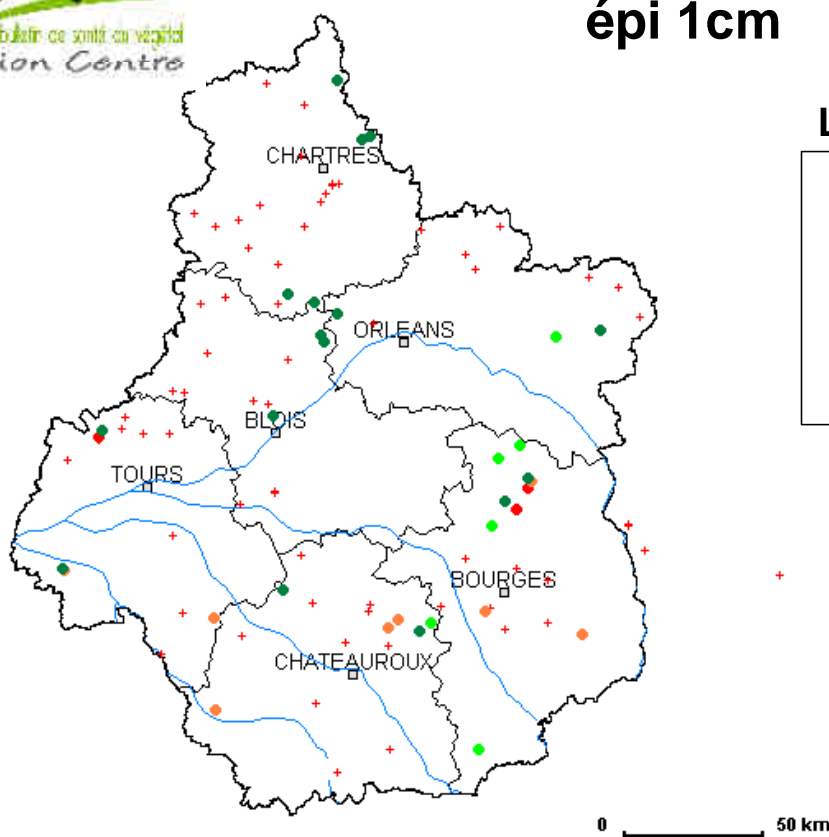 bulletin de santé du végétal
ion Centre
épi 1cm
L
CHARTRES
ORLEANS
BLOIS
TOURS
BOURGES
CHATEAUROUX
0 50 km